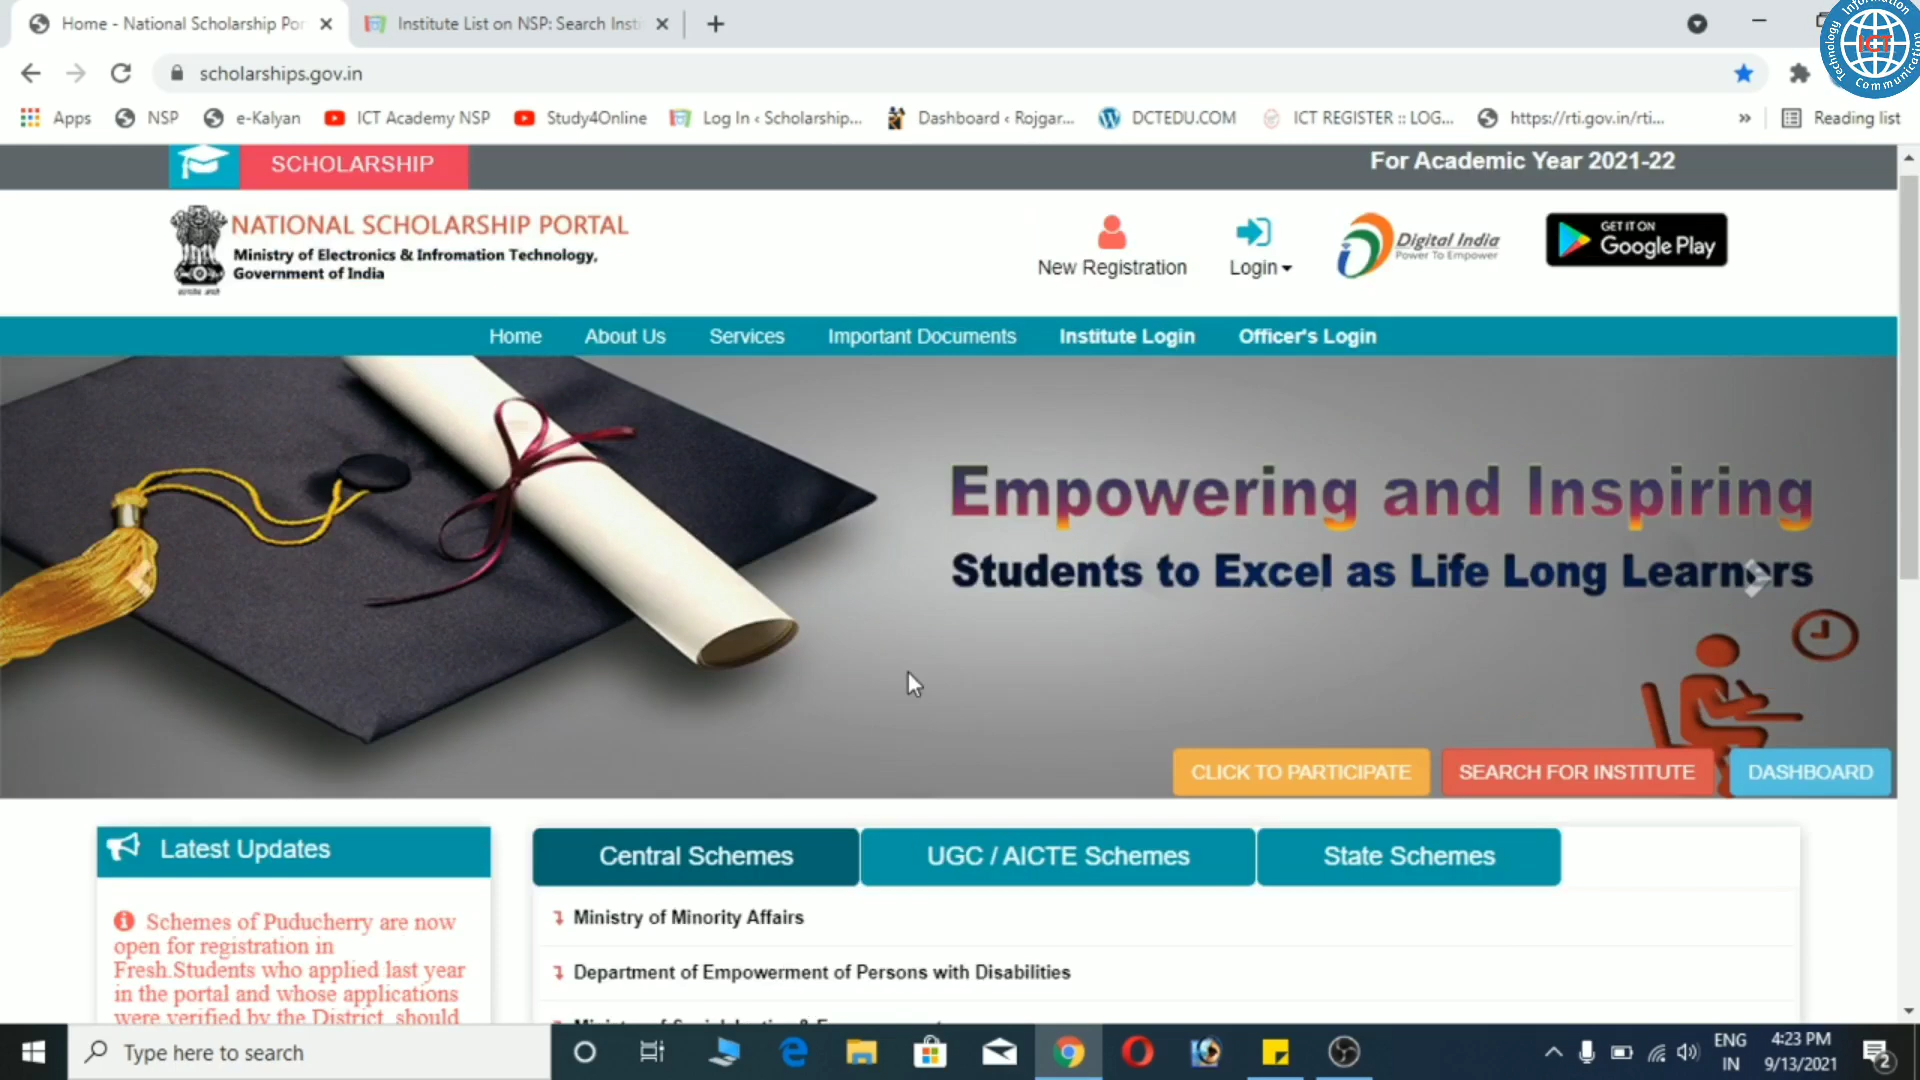 Home - National Scholarship Por
Institute List on NSP: Search Insti
scholarships.gov.in
Apps
NSP
e-Kalyan
ICT Academy NSP
Study4Online
Log In ‹ Scholarship...
Dashboard ‹ Rojgar...
DCTEDU.COM
ICT REGISTER :: LOG...
https://rti.gov.in/rti...
»
Reading list
Information
Technology
Communication
ICT
SCHOLARSHIP
For Academic Year 2021-22
NATIONAL SCHOLARSHIP PORTAL
Ministry of Electronics & Infromation Technology,
Government of India
New Registration
Login
Digital India
Power To Empower
GET IT ON
Google Play
Home
About Us
Services
Important Documents
Institute Login
Officer's Login
Empowering and Inspiring
Students to Excel as Life Long Learners
CLICK TO PARTICIPATE
SEARCH FOR INSTITUTE
DASHBOARD
Latest Updates
Schemes of Puducherry are now
open for registration in
Fresh.Students who applied last year
in the portal and whose applications
were verified by the District, should
Central Schemes
UGC / AICTE Schemes
State Schemes
Ministry of Minority Affairs
Department of Empowerment of Persons with Disabilities
Type here to search
ENG
IN
4:23 PM
9/13/2021
2